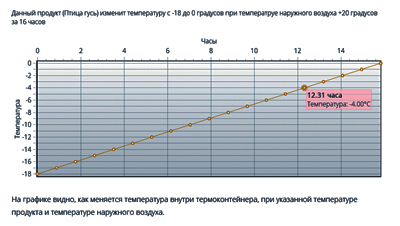 Данный продукт (Птица гусь) изменит температуру с -18 до 0 градусов при температруе наружного воздуха +20 градусов
за 16 часов
Часы
0 2 4 6 8 10 12 14
Температура
0
-2
-4
-6
-8
-10
-12
-14
-16
-18
12.31 часа
Температура: -4.00°C
На графике видно, как меняется температура внутри термоконтейнера, при указанной температуре
продукта и температуре наружного воздуха.